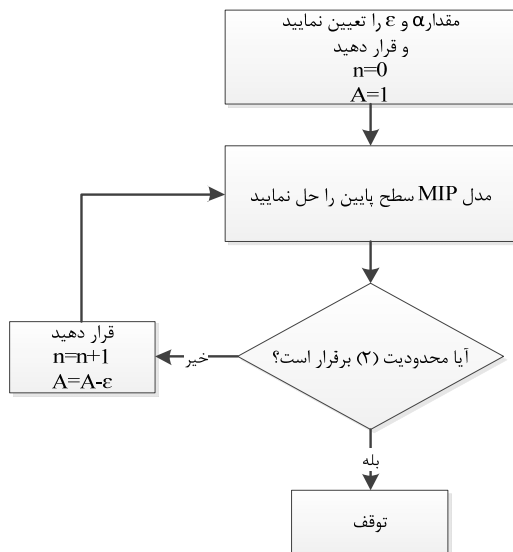 مقدار α و ε را تعیین نمایید
و قرار دهید
n=0
A=1
مدل MIP سطح پایین را حل نمایید
آیا محدودیت (۲) برقرار است؟
خیر
قرار دهید
n=n+1
A=A-ε
بله
توقف